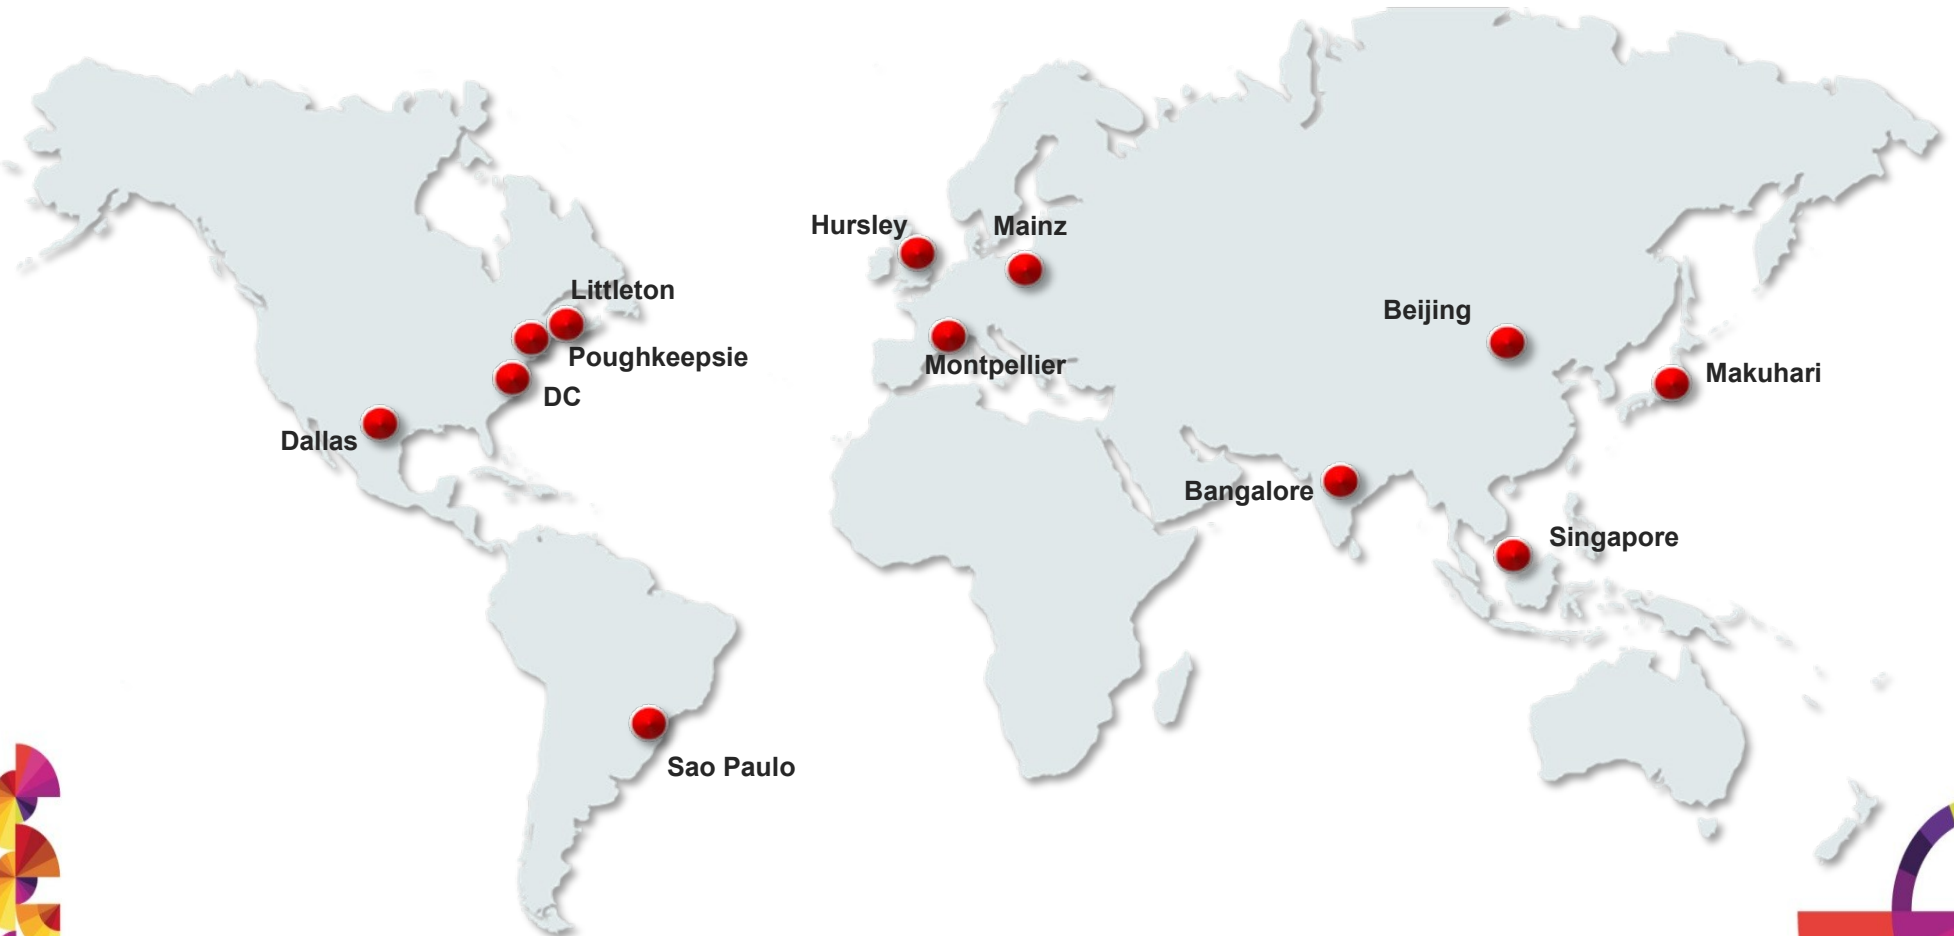 Hursley
Mainz
Littleton
Beijing
Poughkeepsie
Montpellier
Makuhari
DC
Dallas
Bangalore
Singapore
Sao Paulo